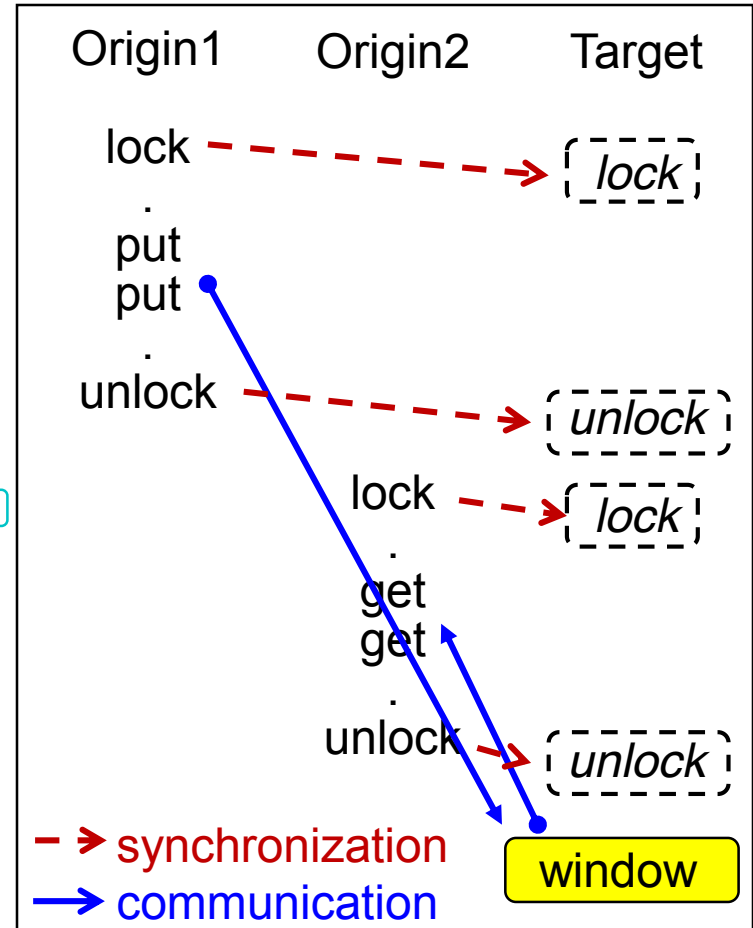 Origin1 Origin2 Target
lock lock
.
put
put
.
unlock unlock
lock lock
.
get
get
.
unlock unlock
synchronization
window
communication